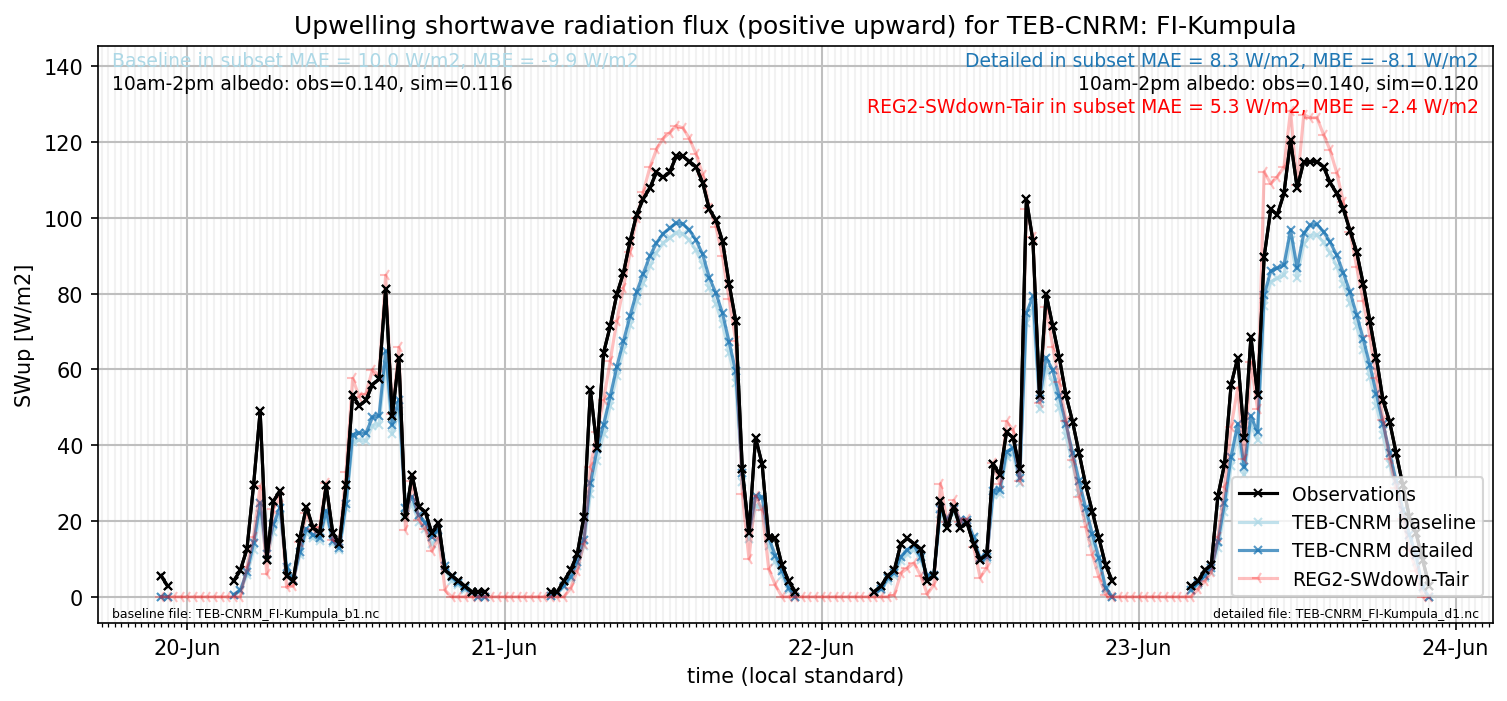 Upwelling shortwave radiation flux (positive upward) for TEB-CNRM: FI-Kumpula
Baseline in subset MAE = 10.0 W/m2, MBE = -9.9 W/m2
10am-2pm albedo: obs=0.140, sim=0.116
Detailed in subset MAE = 8.3 W/m2, MBE = -8.1 W/m2
10am-2pm albedo: obs=0.140, sim=0.120
REG2-SWdown-Tair in subset MAE = 5.3 W/m2, MBE = -2.4 W/m2
SWup [W/m2]
140
120
100
80
60
40
20
0
Observations
TEB-CNRM baseline
TEB-CNRM detailed
REG2-SWdown-Tair
baseline file: TEB-CNRM_FI-Kumpula_b1.nc
detailed file: TEB-CNRM_FI-Kumpula_d1.nc
20-Jun
21-Jun
22-Jun
23-Jun
24-Jun
time (local standard)